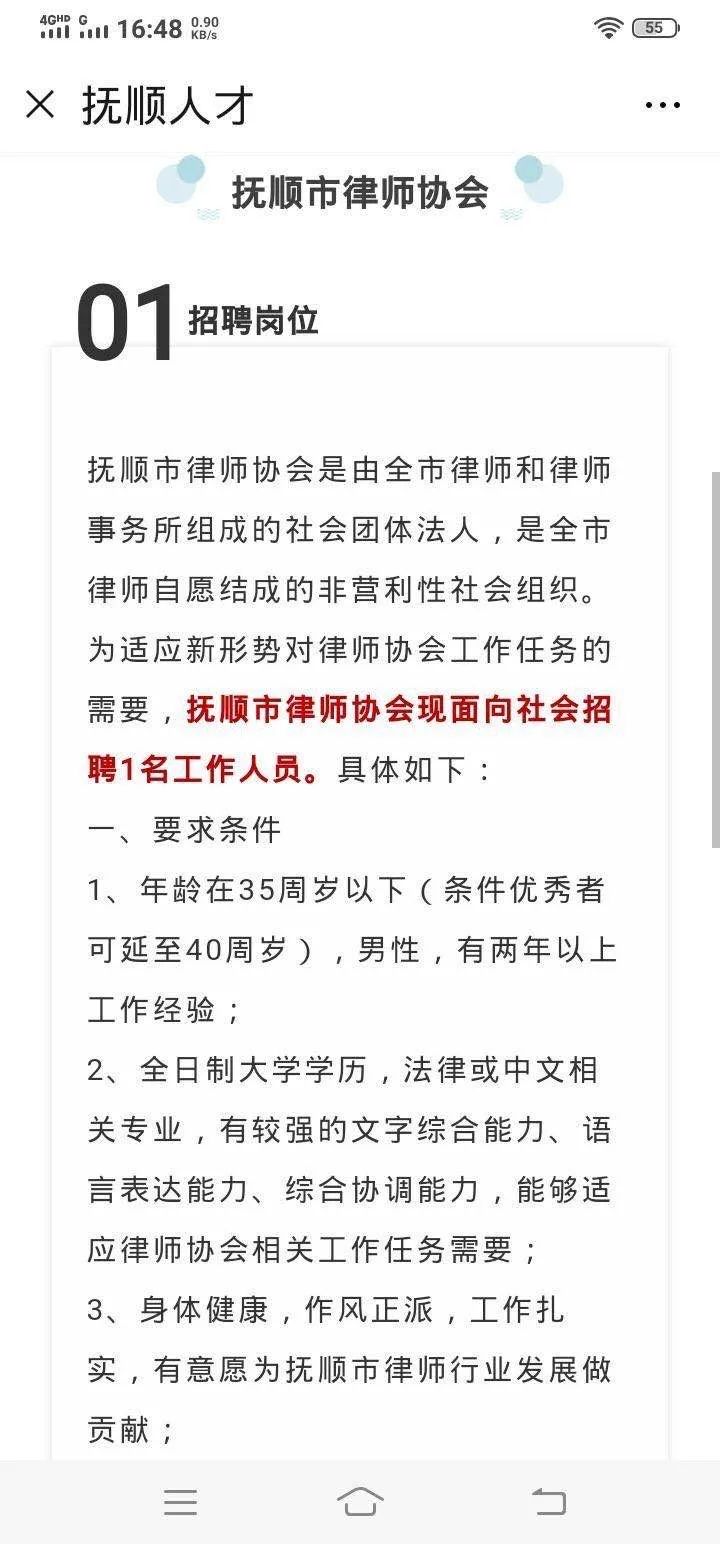 4GHD G 16:48 0.90 KB/s 55
抚顺人才
抚顺市律师协会
01 招聘岗位
抚顺市律师协会是由全市律师和律师
事务所组成的社会团体法人，是全市
律师自愿结成的非营利性社会组织。
为适应新形势对律师协会工作任务的
需要，抚顺市律师协会现面向社会招
聘1名工作人员。具体如下：
一、要求条件
1、年龄在35周岁以下（条件优秀者
可延至40周岁），男性，有两年以上
工作经验；
2、全日制大学学历，法律或中文相
关专业，有较强的文字综合能力、语
言表达能力、综合协调能力，能够适
应律师协会相关工作任务需要；
3、身体健康，作风正派，工作扎
实，有意愿为抚顺市律师行业发展做
贡献；